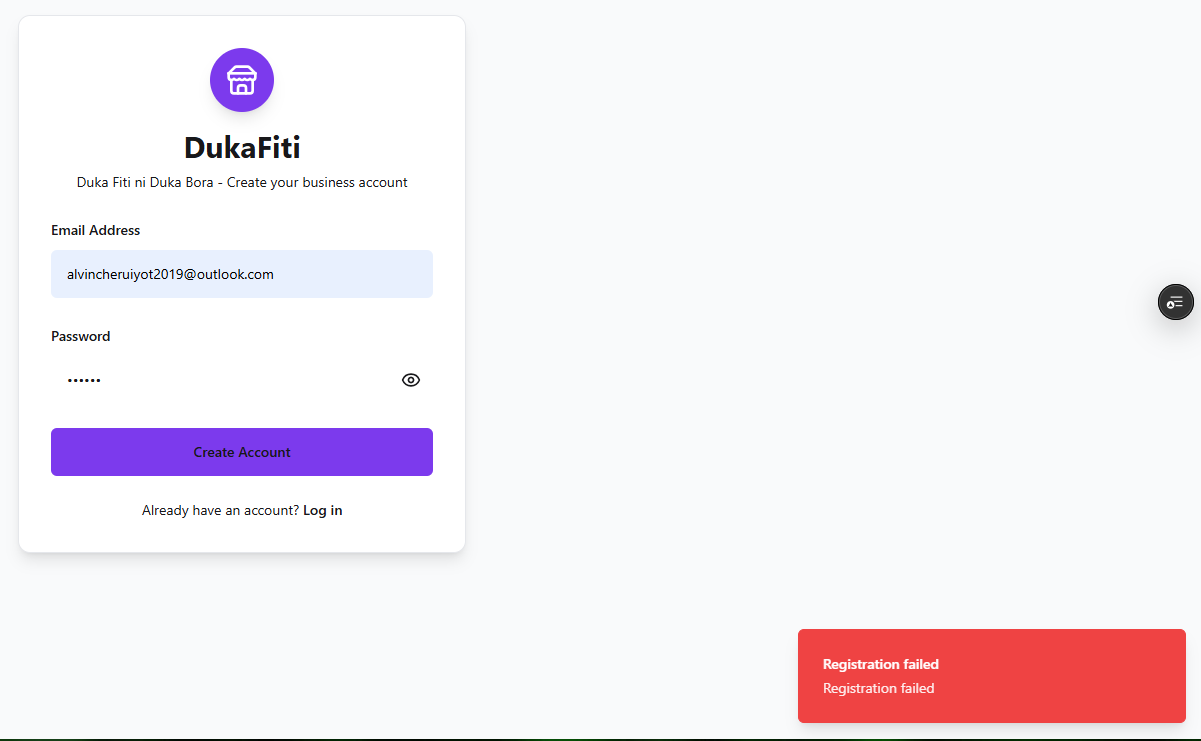 DukaFiti
Duka Fiti ni Duka Bora - Create your business account
Email Address
alvincheruiyot2019@outlook.com
Password
••••••
Create Account
Already have an account? Log in
Registration failed
Registration failed